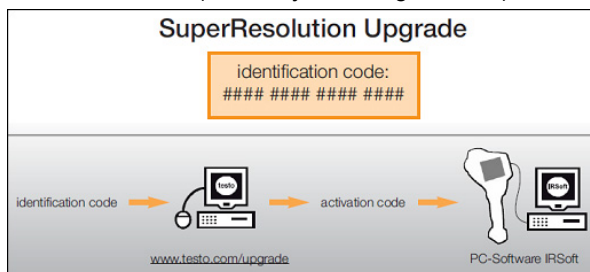 SuperResolution Upgrade
identification code:
#### #### #### ####
identification code
testo
activation code
IRSoft
www.testo.com/upgrade
PC-Software IRSoft